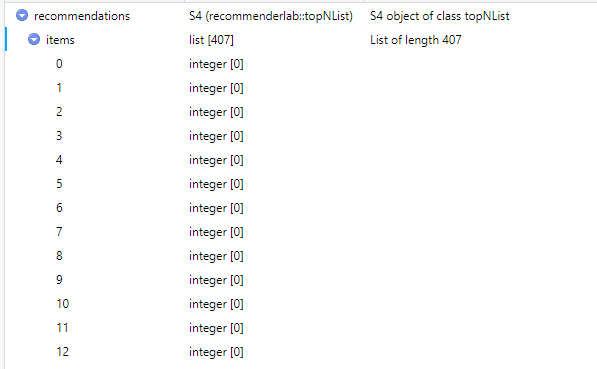 recommendations S4 (recommenderlab::topNList) S4 object of class topNList
items list [407] List of length 407
0 integer [0]
1 integer [0]
2 integer [0]
3 integer [0]
4 integer [0]
5 integer [0]
6 integer [0]
7 integer [0]
8 integer [0]
9 integer [0]
10 integer [0]
11 integer [0]
12 integer [0]